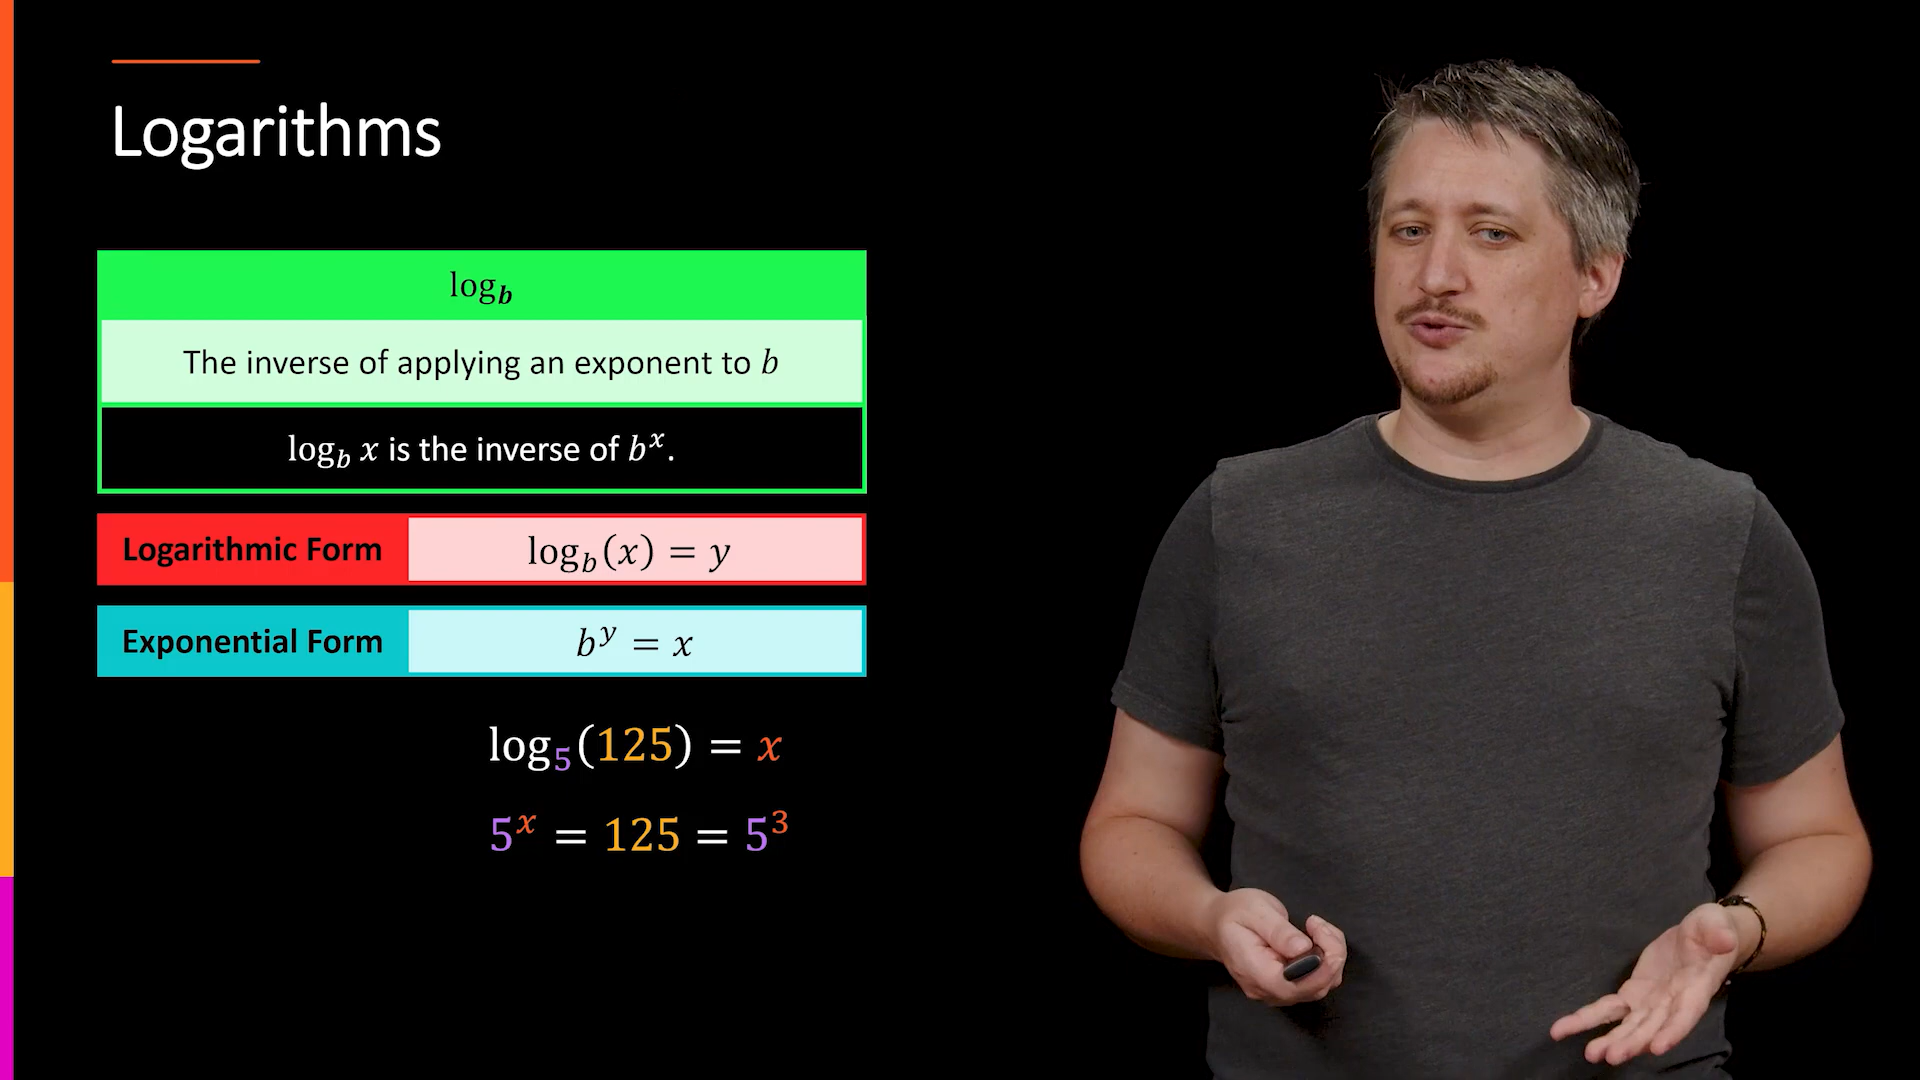 Logarithms
log_b
The inverse of applying an exponent to b
log_b x is the inverse of b^x.
Logarithmic Form log_b(x) = y
Exponential Form b^y = x
log_5(125) = x
5^x = 125 = 5^3